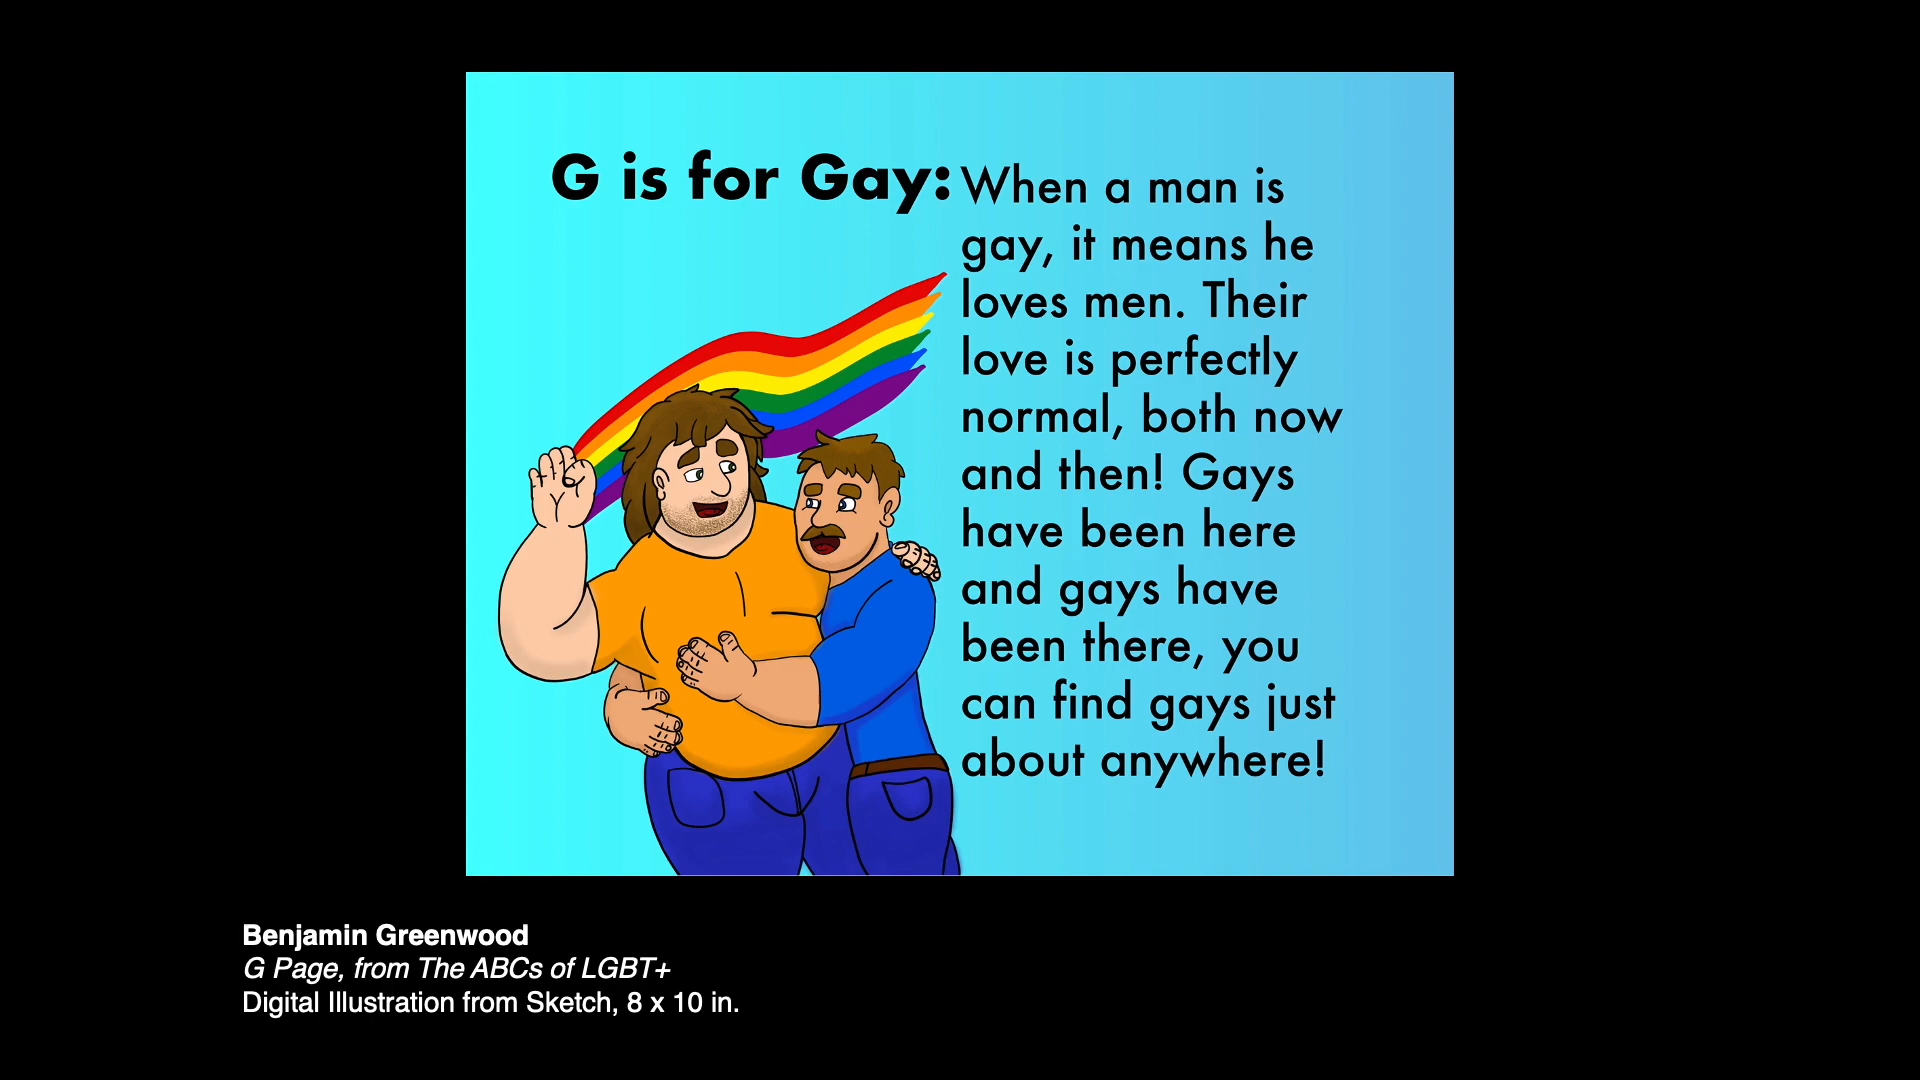 G is for Gay: When a man is
gay, it means he
loves men. Their
love is perfectly
normal, both now
and then! Gays
have been here
and gays have
been there, you
can find gays just
about anywhere!
Benjamin Greenwood
G Page, from The ABCs of LGBT+
Digital Illustration from Sketch, 8 x 10 in.